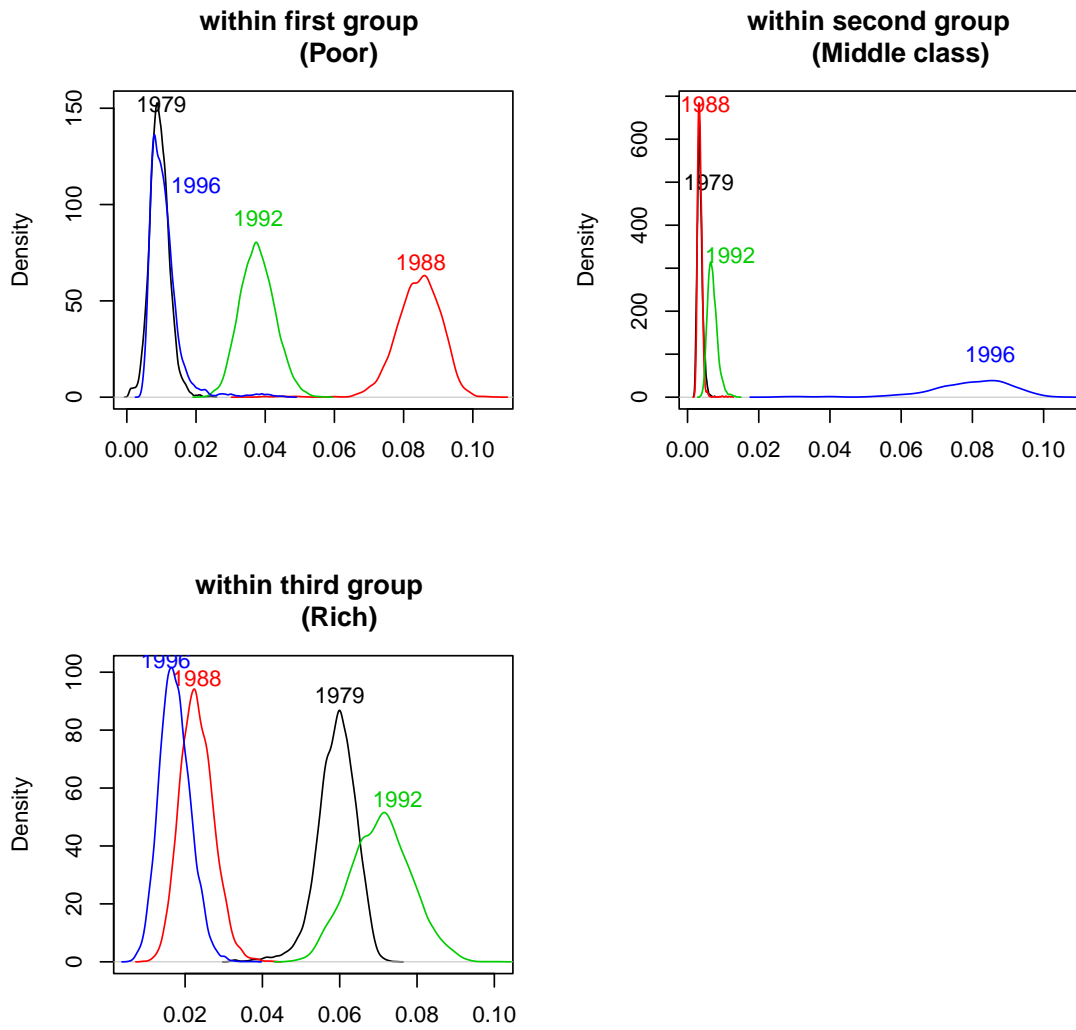 within first group
(Poor)
Density
0 50 100 150
1979
1996
1992
1988
0.00 0.02 0.04 0.06 0.08 0.10
within second group
(Middle class)
Density
0 200 400 600
1988
1979
1992
1996
0.00 0.02 0.04 0.06 0.08 0.10
within third group
(Rich)
Density
0 20 40 60 80 100
1996
1988
1979
1992
0.02 0.04 0.06 0.08 0.10